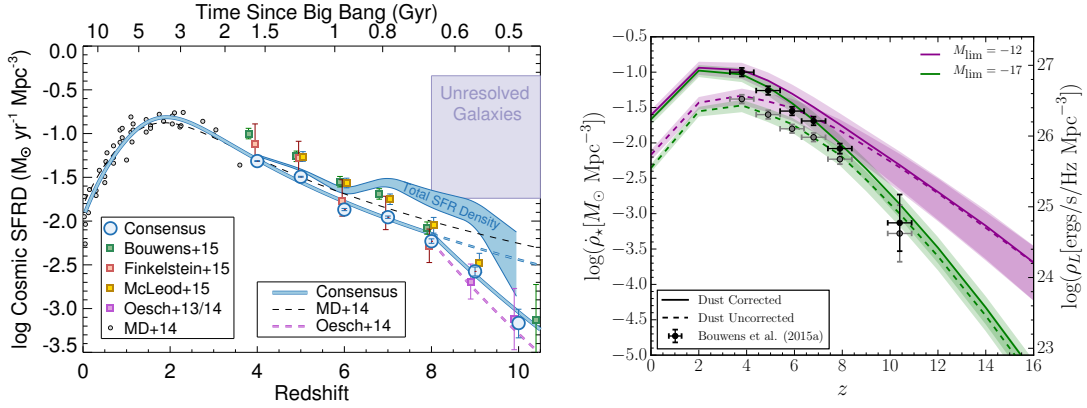 Time Since Big Bang (Gyr)
10 5 3 2 1.5 1 0.8 0.6 0.5
log Cosmic SFRD (M☉ yr⁻¹ Mpc⁻³)
0.0
-0.5
-1.0
-1.5
-2.0
-2.5
-3.0
-3.5
Unresolved
Galaxies
Total SFR Density
Consensus
Bouwens+15
Finkelstein+15
McLeod+15
Oesch+13/14
MD+14
Consensus
MD+14
Oesch+14
0 2 4 6 8 10
Redshift
log(ρ̇⋆[M⊙ Mpc⁻³])
−0.5
−1.0
−1.5
−2.0
−2.5
−3.0
−3.5
−4.0
−4.5
−5.0
M_lim = −12
M_lim = −17
Dust Corrected
Dust Uncorrected
Bouwens et al. (2015a)
0 2 4 6 8 10 12 14 16
z
27
26
25
24
23
log(ρ_L[ergs/s/Hz Mpc⁻³])